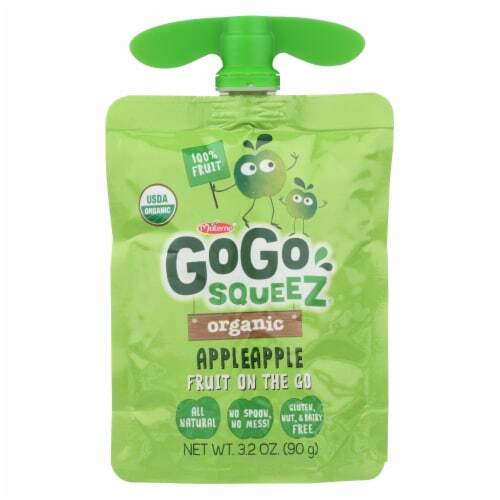 100%
FRUIT
USDA
ORGANIC
Materne
GOGO
SQUEEZ
organic
APPLEAPPLE
FRUIT ON THE GO
ALL
NATURAL
NO SPOON,
NO MESS!
GLUTEN,
NUT, & DAIRY
FREE
NET WT. 3.2 OZ. (90 g)